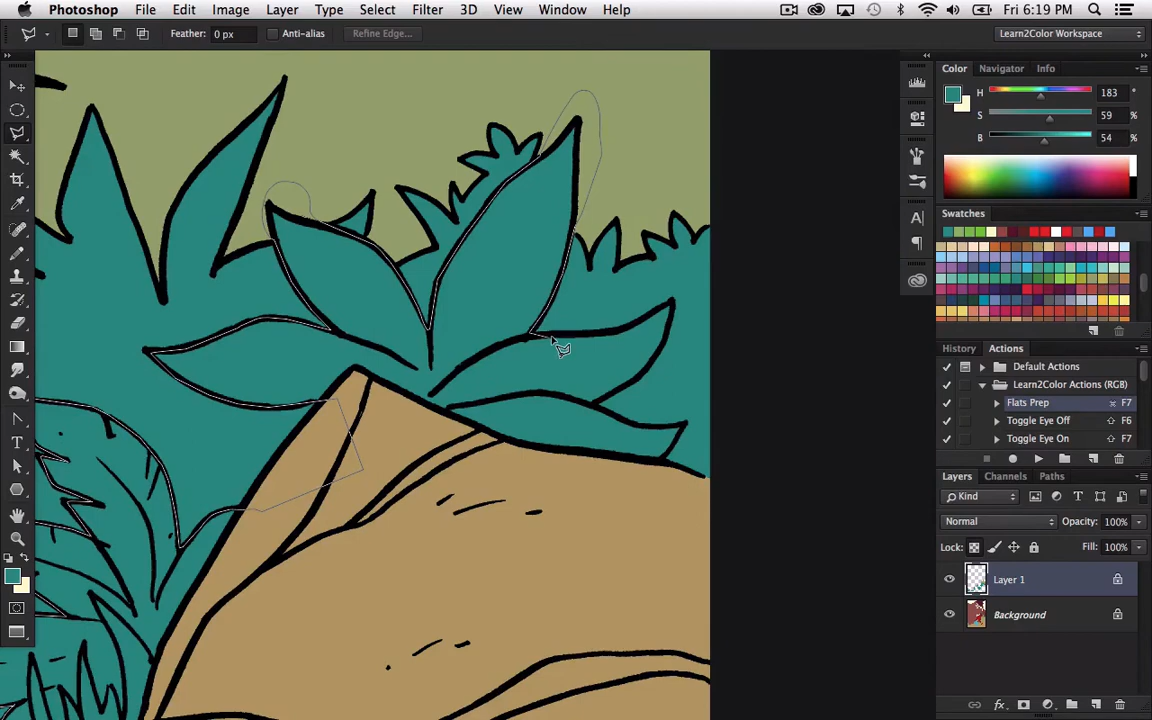 Photoshop File Edit Image Layer Type Select Filter 3D View Window Help Fri 6:19 PM
Feather: 0 px Anti-alias Refine Edge... Learn2Color Workspace
Color Navigator Info
H 183 °
S 59 %
B 54 %
Swatches
History Actions
Default Actions
Learn2Color Actions (RGB)
Flats Prep F7
Toggle Eye Off F6
Toggle Eye On F7
Layers Channels Paths
Kind
Normal Opacity: 100%
Lock: Fill: 100%
Layer 1
Background